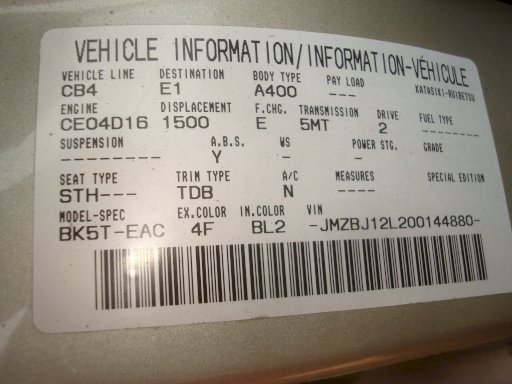 VEHICLE INFORMATION/INFORMATION-VÉHICULE
VEHICLE LINE DESTINATION BODY TYPE PAY LOAD KATASIKI-RUIBETSU
CB4 E1 A400 -------
ENGINE DISPLACEMENT F.CHG. TRANSMISSION DRIVE FUEL TYPE
CE04D16 1500 E 5MT 2 --------
SUSPENSION A.B.S. WS POWER STG. GRADE
-------- Y - -
SEAT TYPE TRIM TYPE A/C MEASURES SPECIAL EDITION
STH--- TDB N ----
MODEL-SPEC EX.COLOR IN.COLOR VIN
BK5T-EAC 4F BL2 -JMZBJ12L200144880-